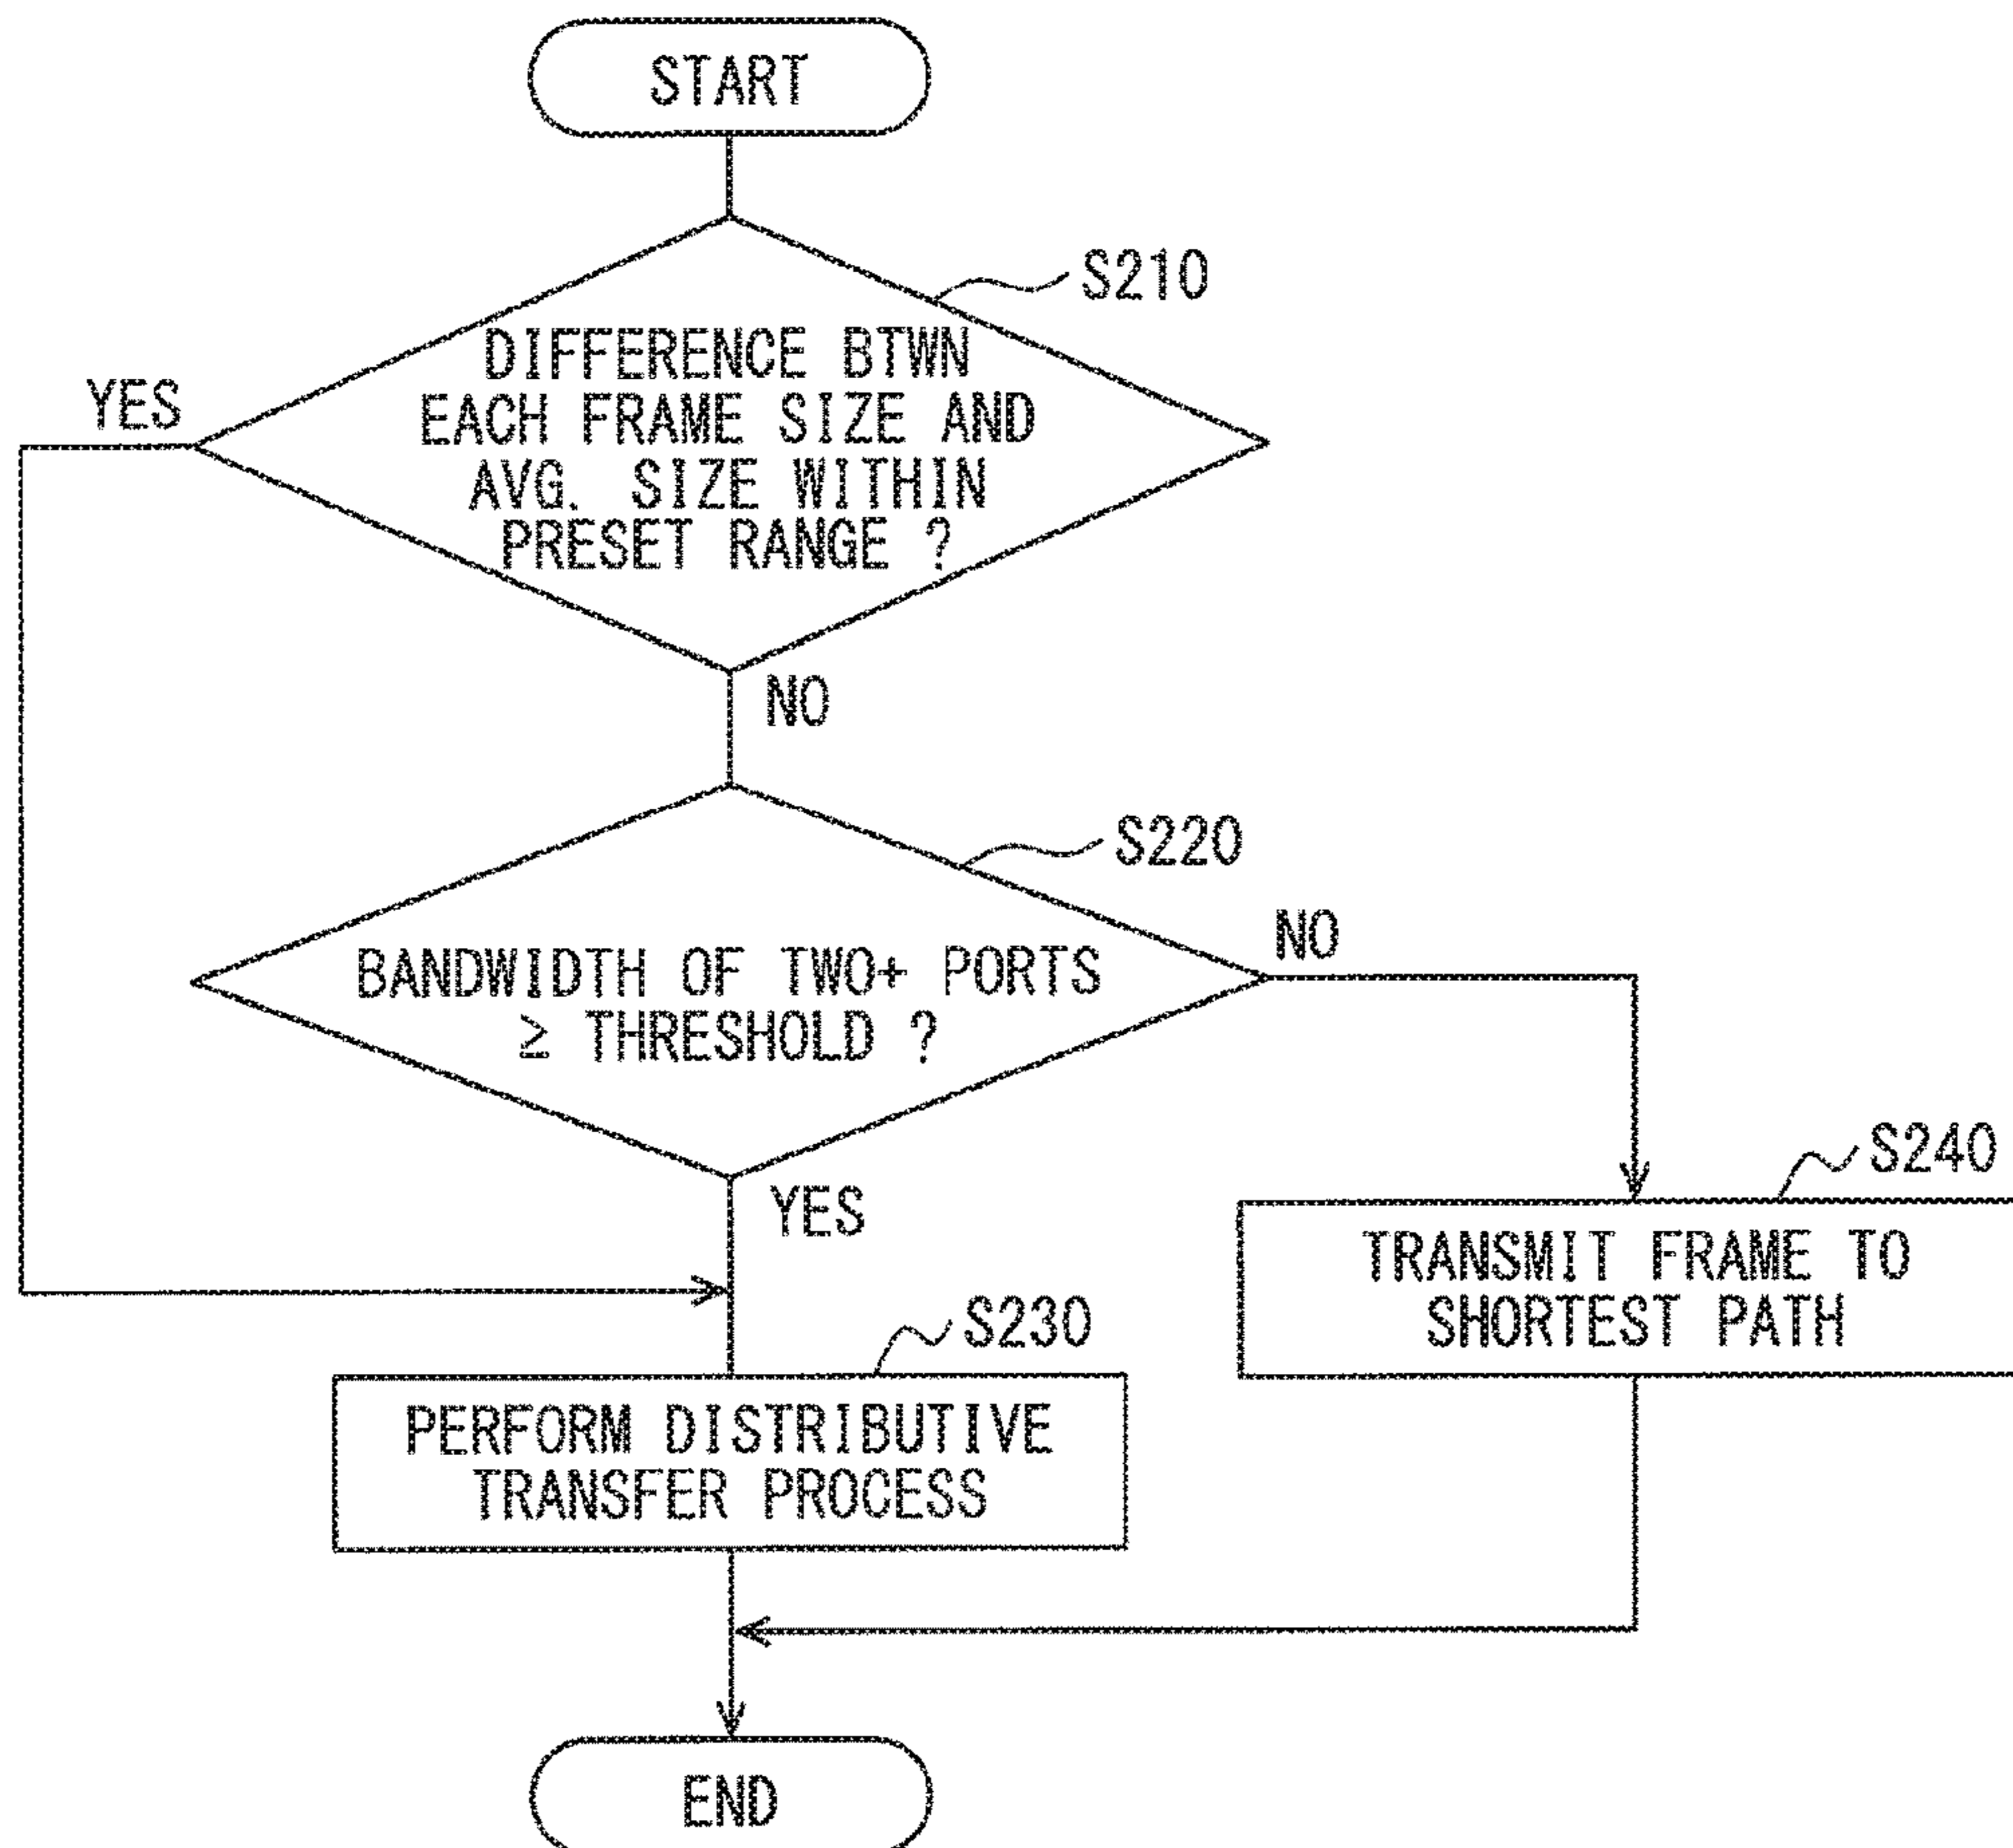 START
S210
DIFFERENCE BTWN
EACH FRAME SIZE AND
AVG. SIZE WITHIN
PRESET RANGE ?
YES
NO
S220
BANDWIDTH OF TWO+ PORTS
≥ THRESHOLD ?
NO
YES
S240
TRANSMIT FRAME TO
SHORTEST PATH
S230
PERFORM DISTRIBUTIVE
TRANSFER PROCESS
END